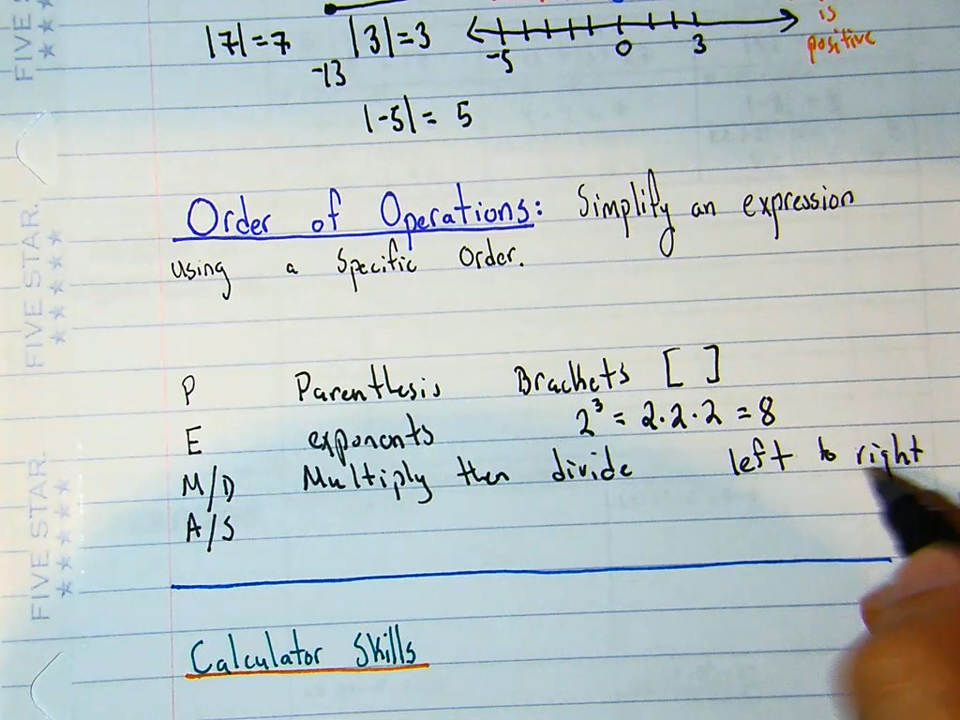 |7| = 7 |3| = 3 -5 0 3 is
positive
-13
|-5| = 5
Order of Operations: Simplify an expression
using a specific order.
P Parenthesis Brackets [ ]
E exponents 2³ = 2·2·2 = 8
M/D Multiply then divide left to right
A/S
Calculator Skills
FIVE STAR
FIVE STAR.
FIVE STAR.